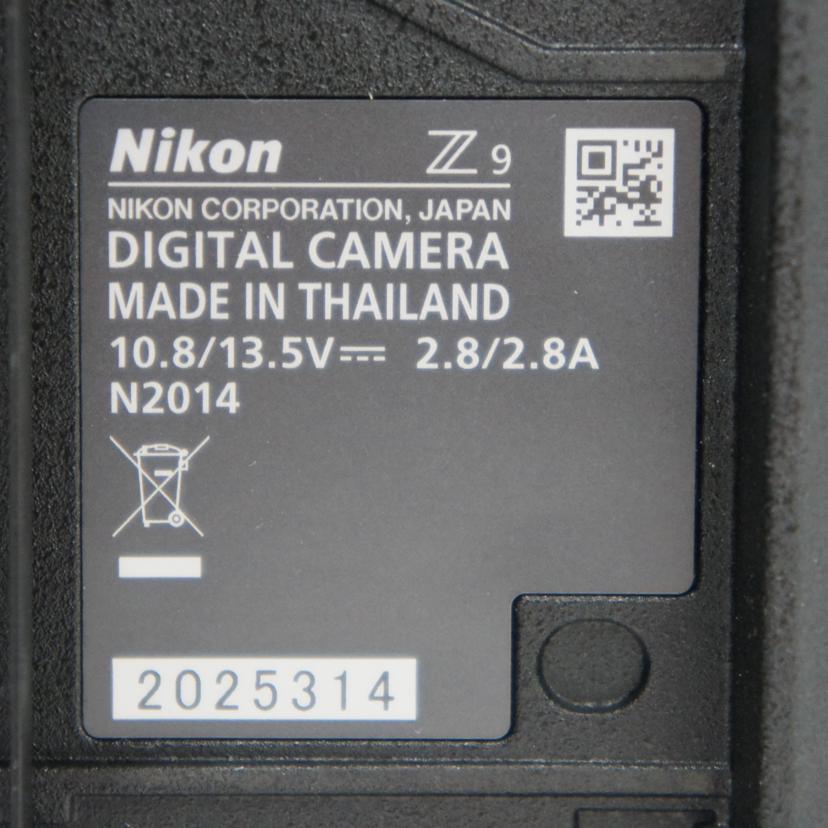 Nikon Z 9
NIKON CORPORATION, JAPAN
DIGITAL CAMERA
MADE IN THAILAND
10.8/13.5V⎓ 2.8/2.8A
N2014
2025314